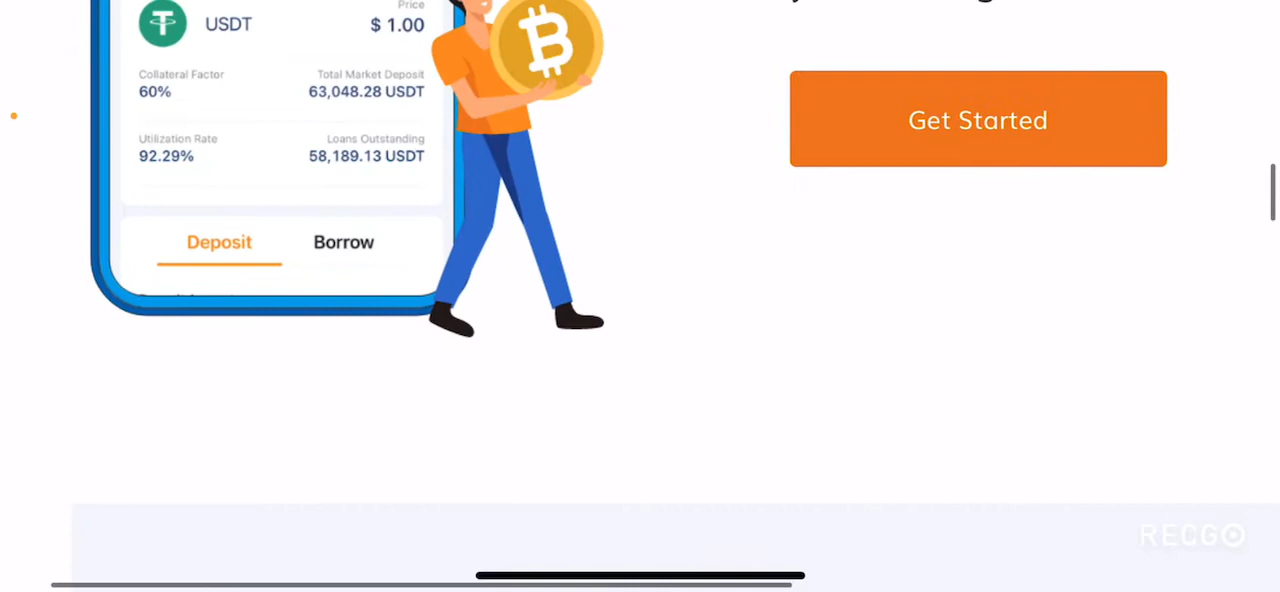 Price
USDT
$ 1.00
Collateral Factor
Total Market Deposit
60%
63,048.28 USDT
Utilization Rate
Loans Outstanding
92.29%
58,189.13 USDT
Deposit
Borrow
Get Started
RECGO